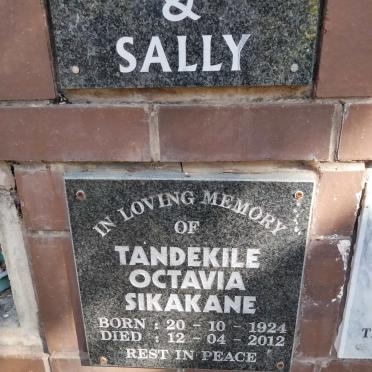 &
SALLY
IN LOVING MEMORY
OF
TANDEKILE
OCTAVIA
SIKAKANE
BORN : 20 - 10 - 1924
DIED : 12 - 04 - 2012
REST IN PEACE